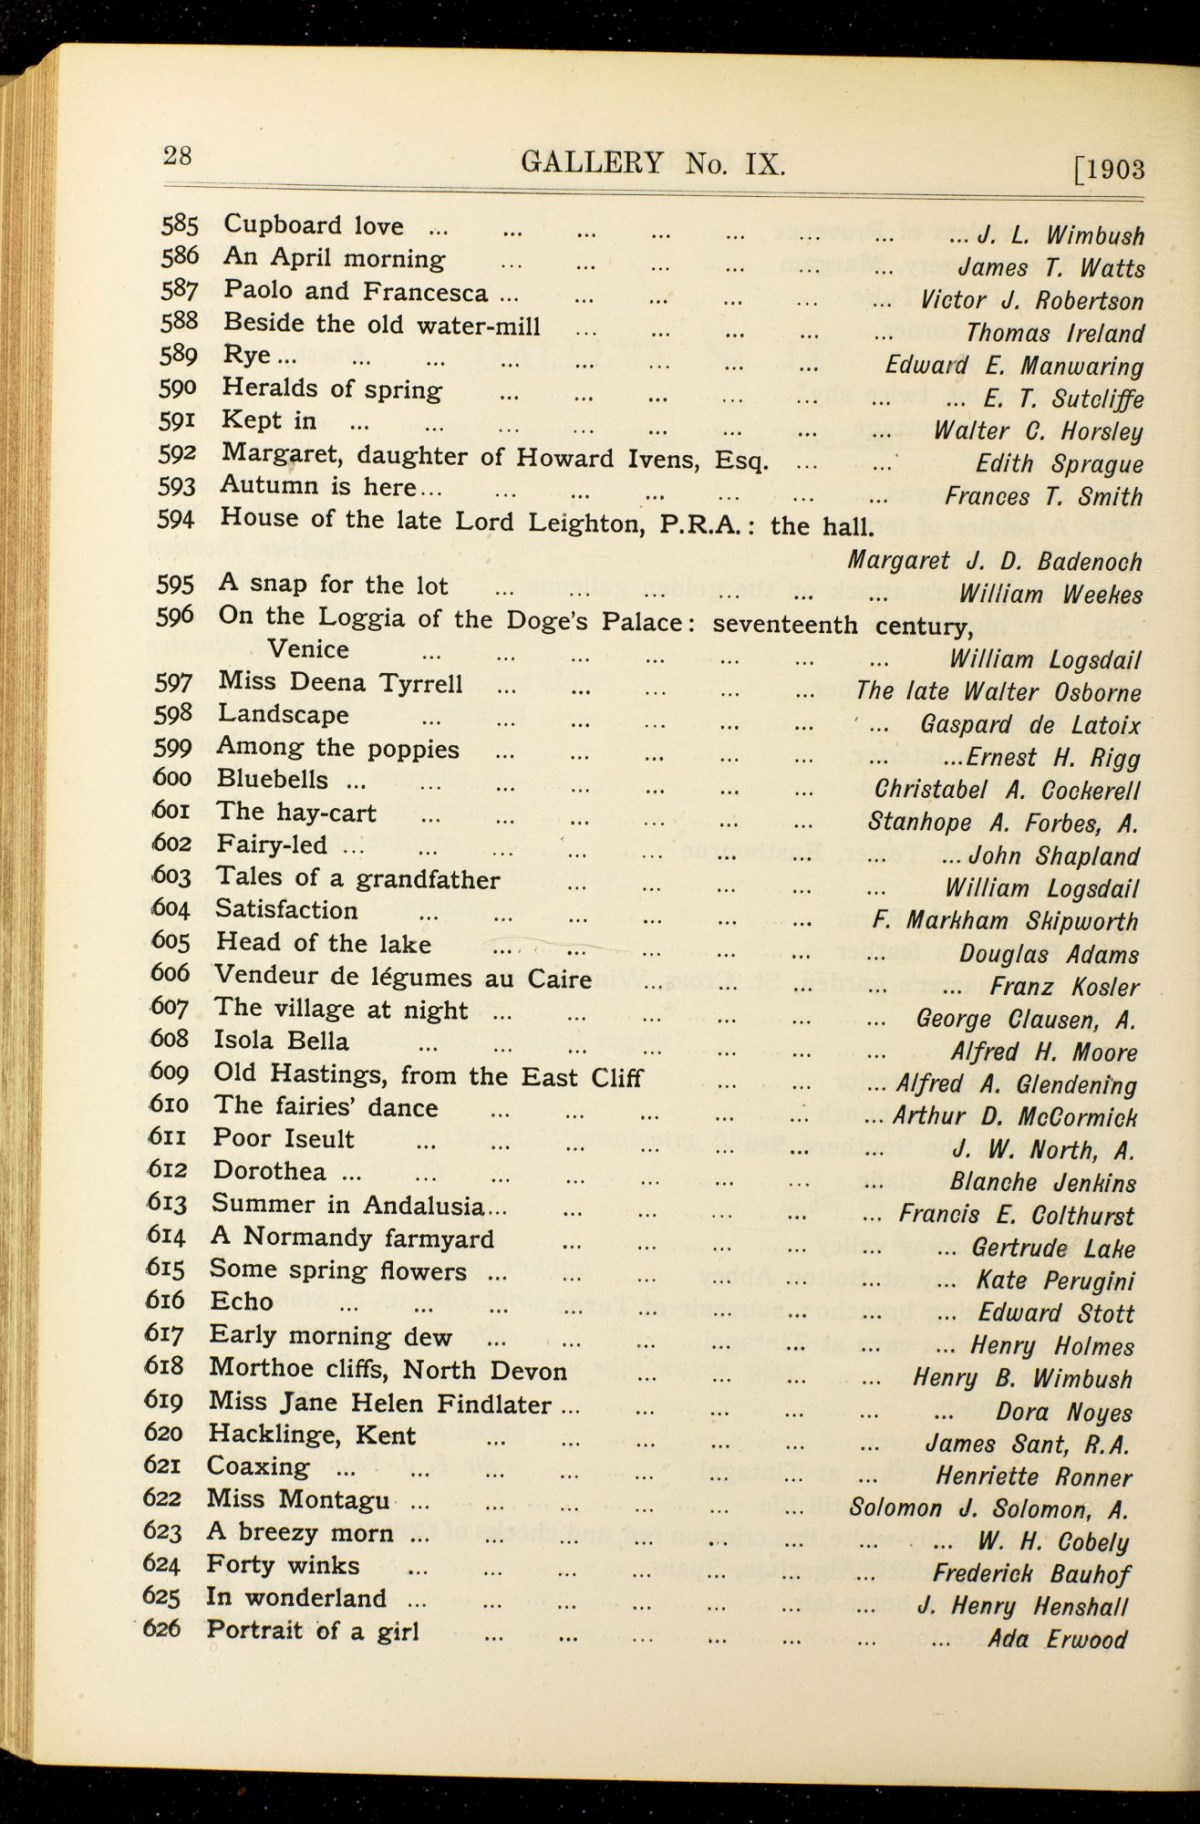 28 GALLERY No. IX. [1903
585 Cupboard love ... ... ... ... ... ... ... ... J. L. Wimbush
586 An April morning ... ... ... ... ... ... James T. Watts
587 Paolo and Francesca ... ... ... ... ... ... Victor J. Robertson
588 Beside the old water-mill ... ... ... ... ... Thomas Ireland
589 Rye ... ... ... ... ... ... ... ... Edward E. Manwaring
590 Heralds of spring ... ... ... ... ... ... ... E. T. Sutcliffe
591 Kept in ... ... ... ... ... ... ... ... Walter C. Horsley
592 Margaret, daughter of Howard Ivens, Esq. ... ... Edith Sprague
593 Autumn is here... ... ... ... ... ... ... Frances T. Smith
594 House of the late Lord Leighton, P.R.A.: the hall.
Margaret J. D. Badenoch
595 A snap for the lot ... ... ... ... ... ... William Weekes
596 On the Loggia of the Doge's Palace: seventeenth century,
Venice ... ... ... ... ... ... ... William Logsdail
597 Miss Deena Tyrrell ... ... ... ... ... The late Walter Osborne
598 Landscape ... ... ... ... ... ... ... Gaspard de Latoix
599 Among the poppies ... ... ... ... ... ... ...Ernest H. Rigg
600 Bluebells ... ... ... ... ... ... ... Christabel A. Cockerell
601 The hay-cart ... ... ... ... ... ... Stanhope A. Forbes, A.
602 Fairy-led ... ... ... ... ... ... ... ... ... John Shapland
603 Tales of a grandfather ... ... ... ... ... William Logsdail
604 Satisfaction ... ... ... ... ... ... F. Markham Skipworth
605 Head of the lake ... ... ... ... ... ... Douglas Adams
606 Vendeur de légumes au Caire ... ... ... ... ... Franz Kosler
607 The village at night ... ... ... ... ... ... George Clausen, A.
608 Isola Bella ... ... ... ... ... ... ... Alfred H. Moore
609 Old Hastings, from the East Cliff ... ... ... Alfred A. Glendening
610 The fairies' dance ... ... ... ... ... ... Arthur D. McCormick
611 Poor Iseult ... ... ... ... ... ... ... J. W. North, A.
612 Dorothea ... ... ... ... ... ... ... ... Blanche Jenkins
613 Summer in Andalusia... ... ... ... ... ... Francis E. Colthurst
614 A Normandy farmyard ... ... ... ... ... ... Gertrude Lake
615 Some spring flowers ... ... ... ... ... ... ... Kate Perugini
616 Echo ... ... ... ... ... ... ... ... ... Edward Stott
617 Early morning dew ... ... ... ... ... ... ... Henry Holmes
618 Morthoe cliffs, North Devon ... ... ... ... Henry B. Wimbush
619 Miss Jane Helen Findlater ... ... ... ... ... ... Dora Noyes
620 Hacklinge, Kent ... ... ... ... ... ... James Sant, R.A.
621 Coaxing ... ... ... ... ... ... ... ... Henriette Ronner
622 Miss Montagu ... ... ... ... ... ... Solomon J. Solomon, A.
623 A breezy morn ... ... ... ... ... ... ... ... W. H. Cobely
624 Forty winks ... ... ... ... ... ... ... Frederick Bauhof
625 In wonderland ... ... ... ... ... ... ... J. Henry Henshall
626 Portrait of a girl ... ... ... ... ... ... ... Ada Erwood